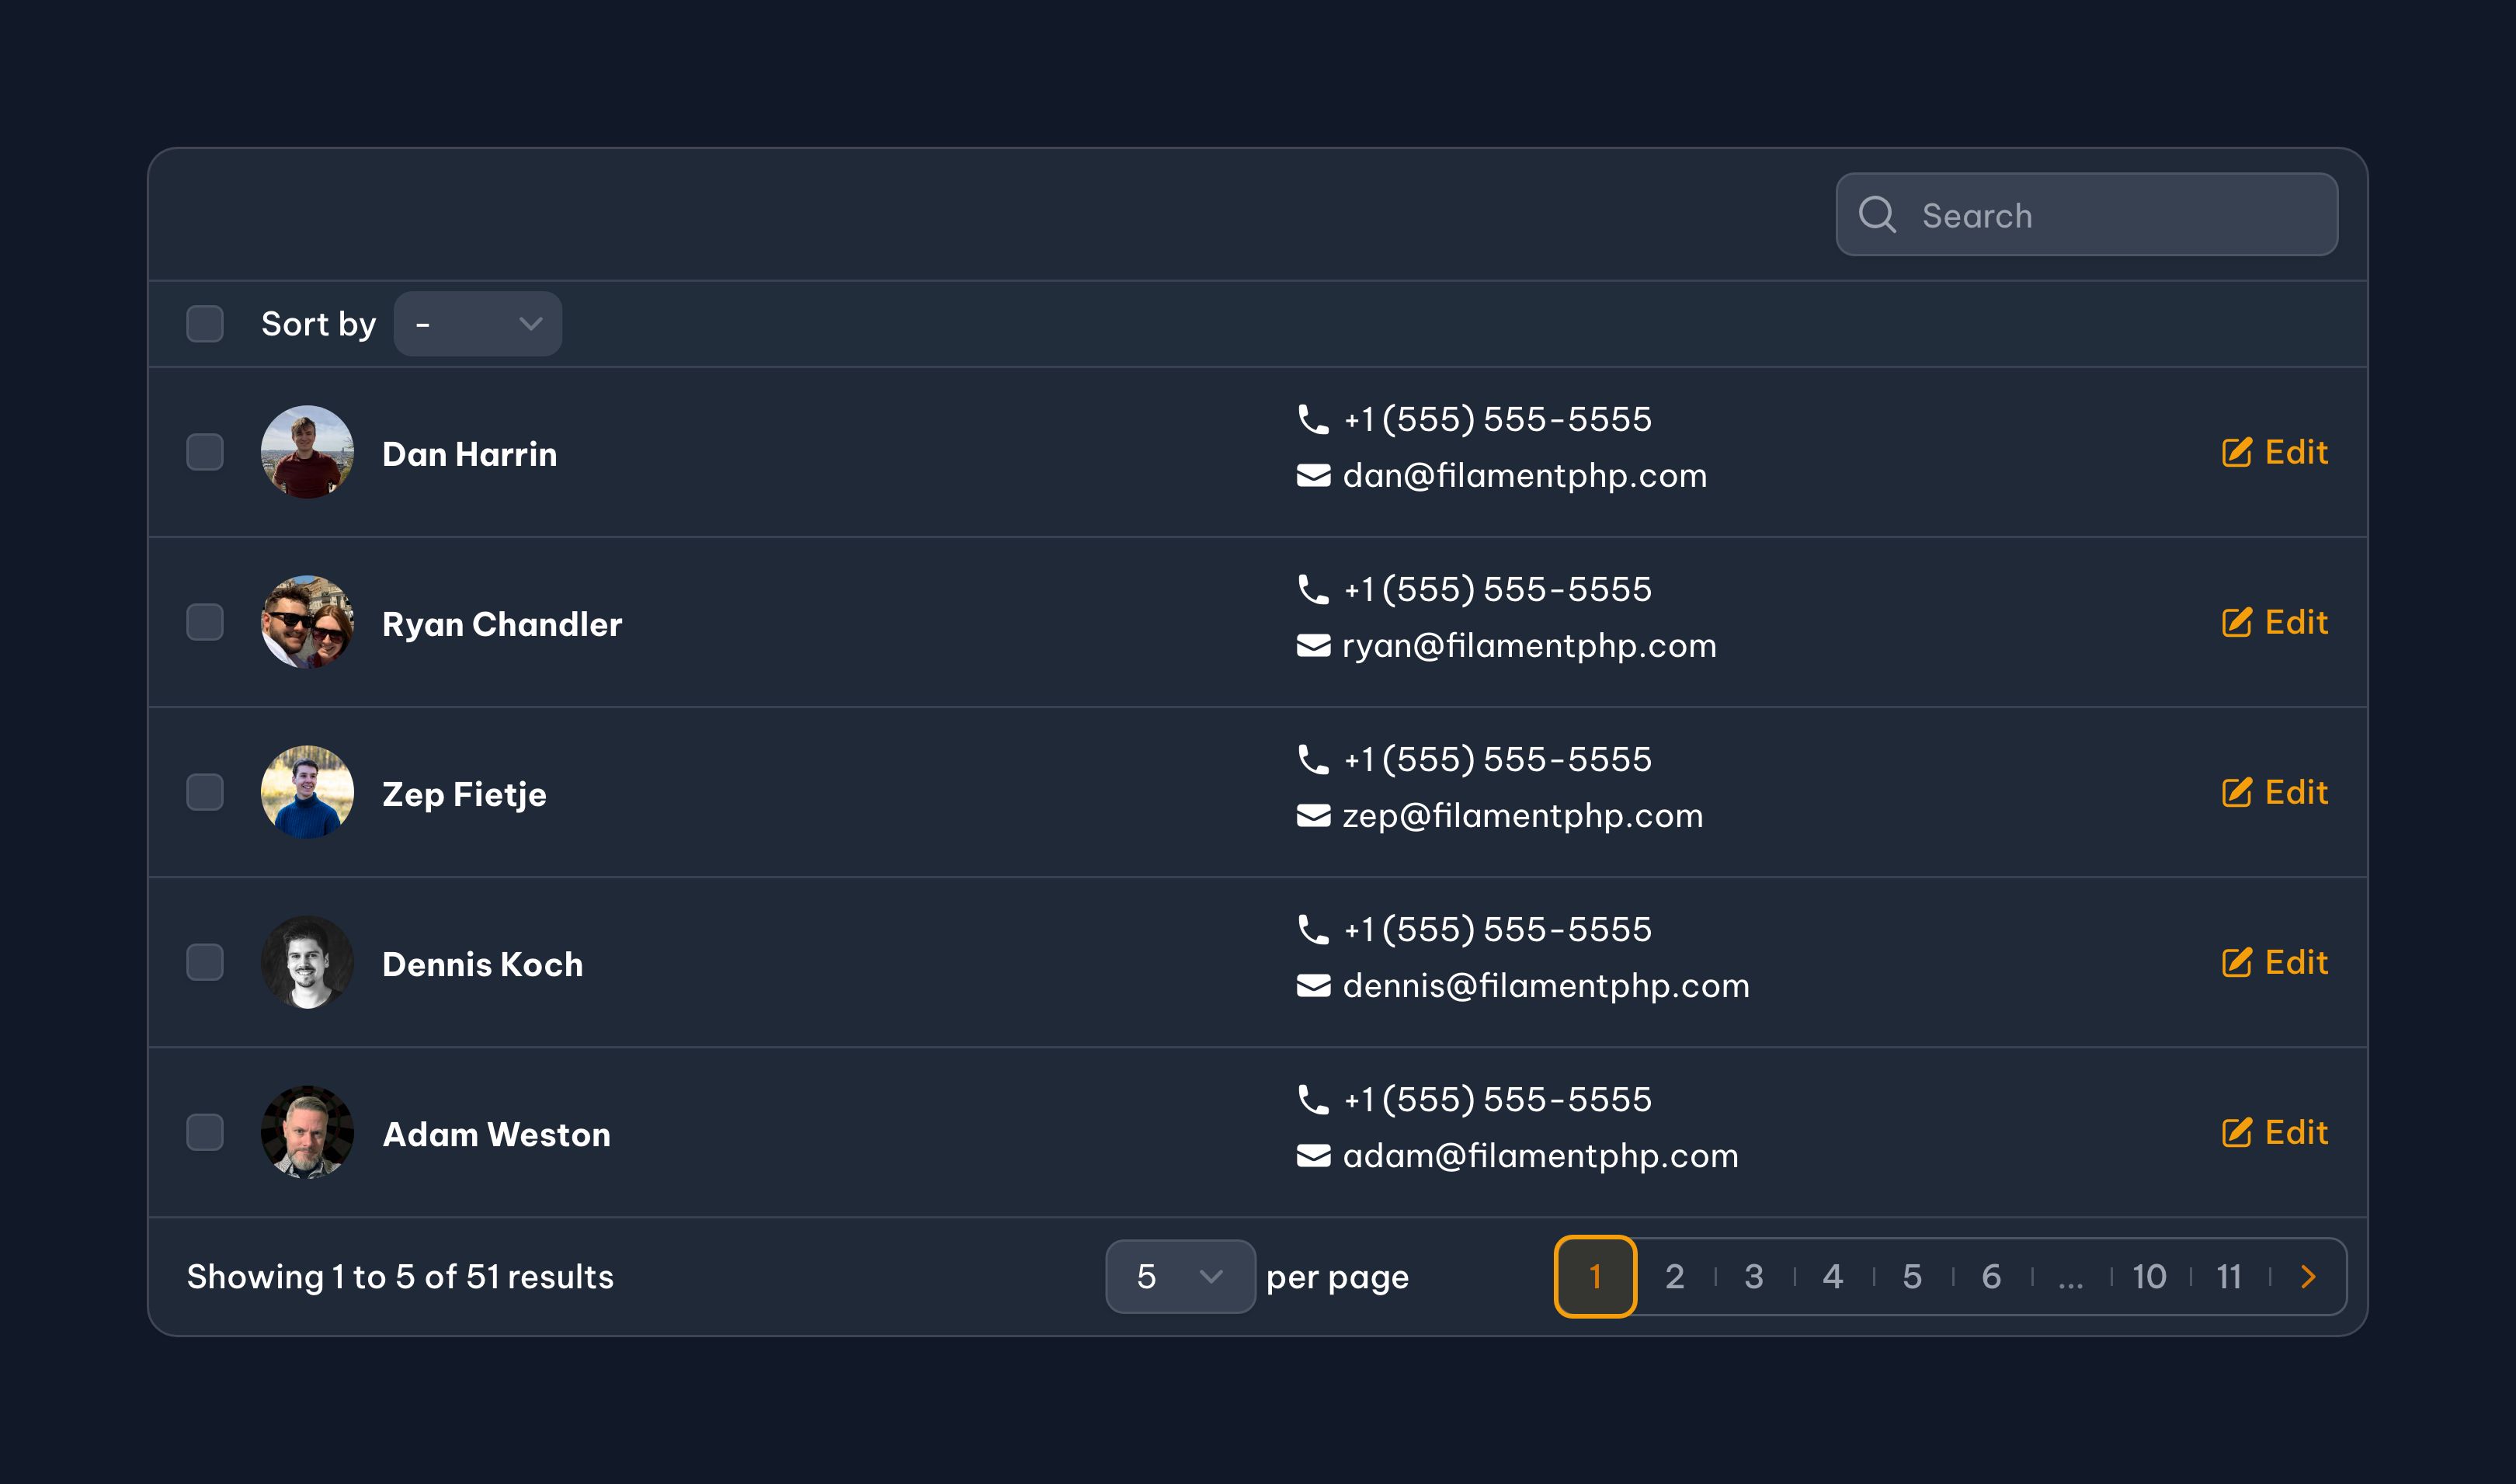 Search
Sort by -
Dan Harrin
+1 (555) 555-5555
dan@filamentphp.com
Edit
Ryan Chandler
+1 (555) 555-5555
ryan@filamentphp.com
Edit
Zep Fietje
+1 (555) 555-5555
zep@filamentphp.com
Edit
Dennis Koch
+1 (555) 555-5555
dennis@filamentphp.com
Edit
Adam Weston
+1 (555) 555-5555
adam@filamentphp.com
Edit
Showing 1 to 5 of 51 results
5 per page
1 2 3 4 5 6 ... 10 11